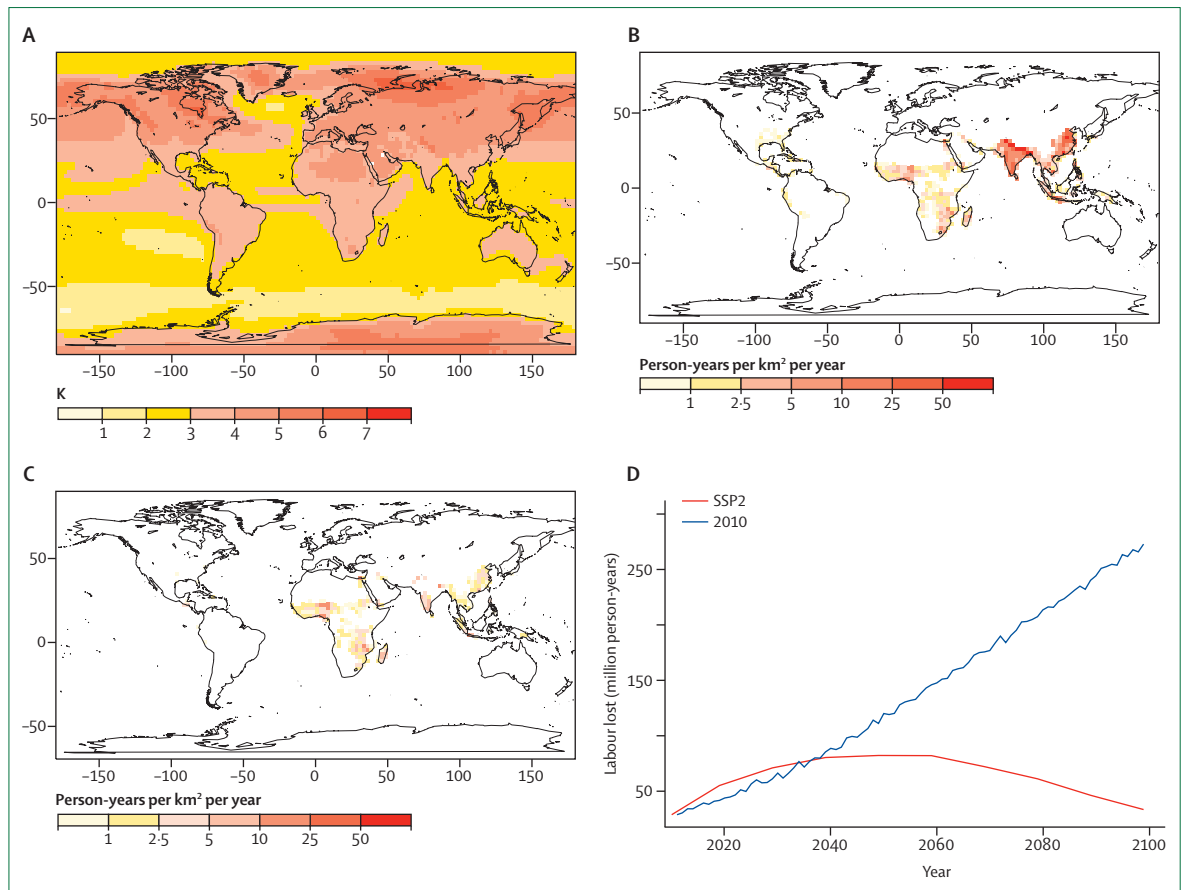 A
50
0
−50
−150
−100
−50
0
50
100
150
K
1 2 3 4 5 6 7
B
50
0
−50
−150
−100
−50
0
50
100
150
Person-years per km² per year
1 2·5 5 10 25 50
C
50
0
−50
−150
−100
−50
0
50
100
150
Person-years per km² per year
1 2·5 5 10 25 50
D
SSP2
2010
Labour lost (million person-years)
250
150
50
2020 2040 2060 2080 2100
Year